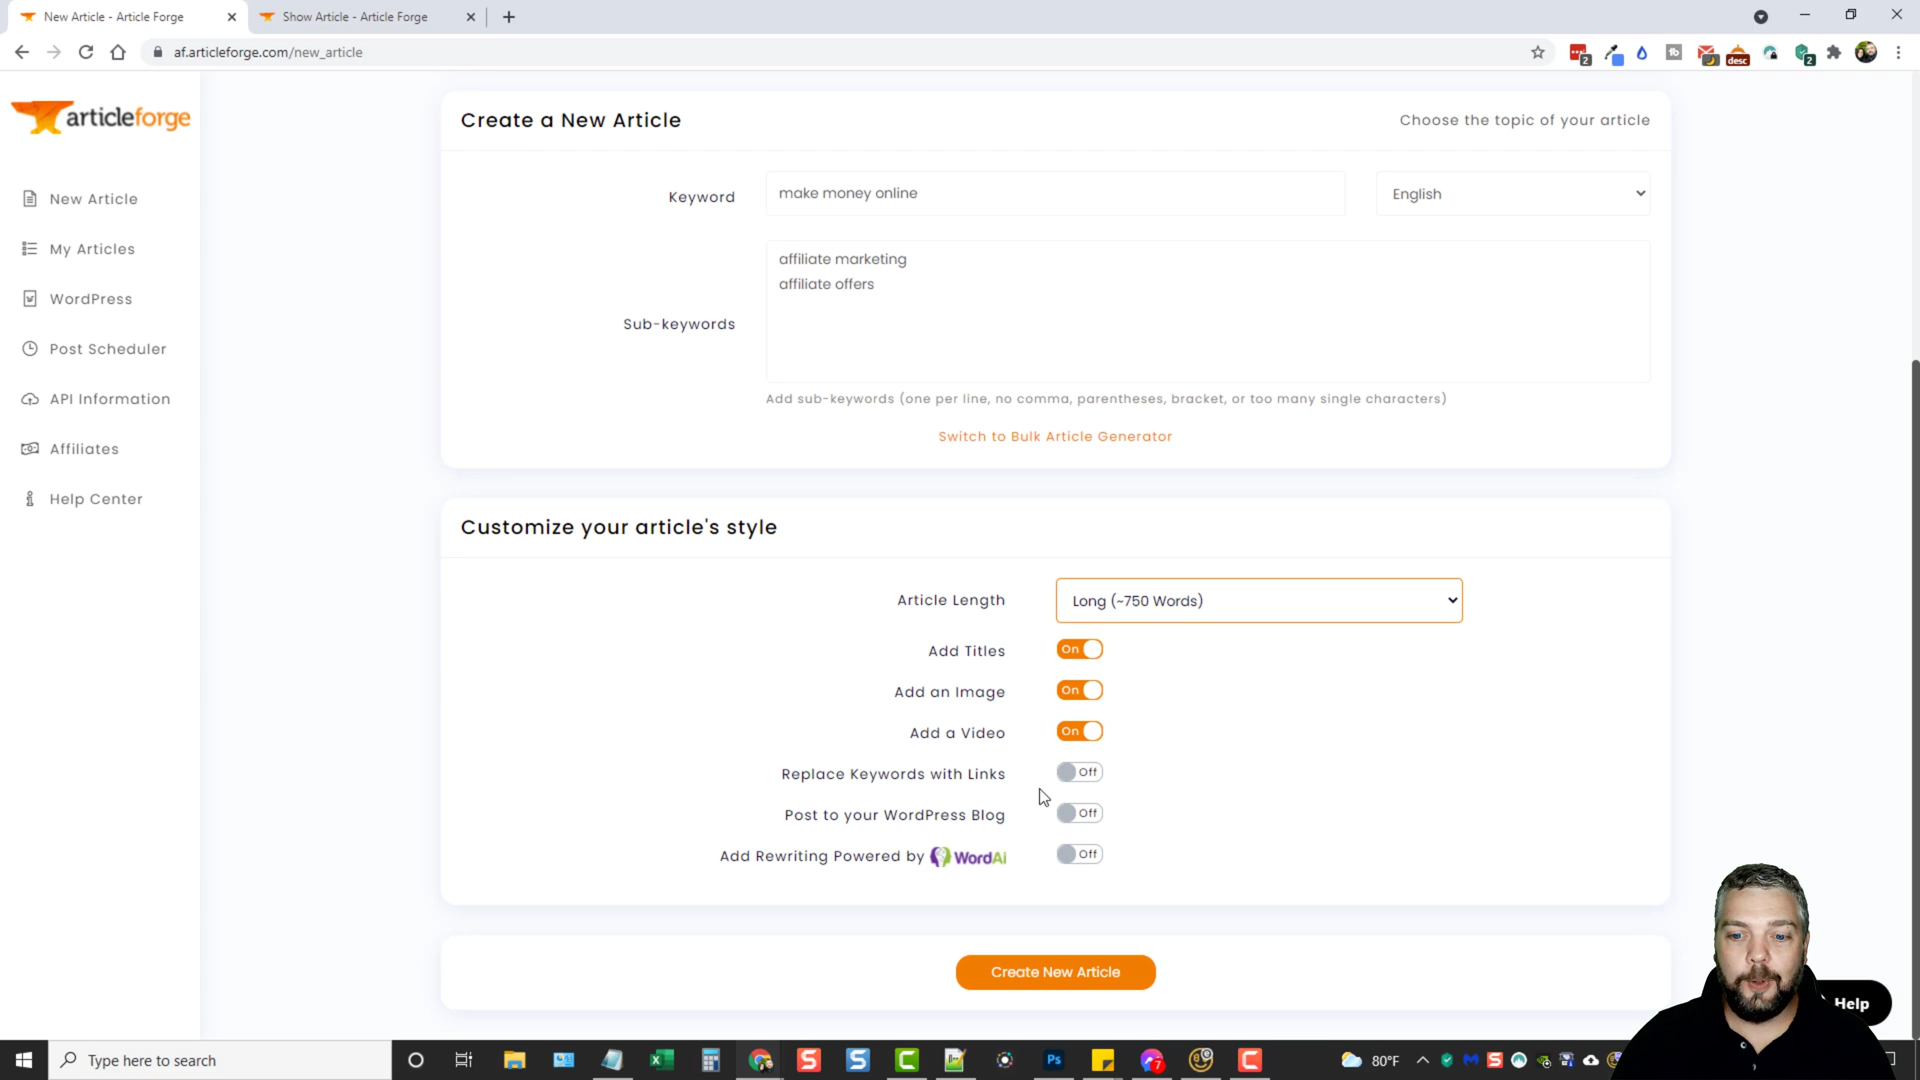 New Article - Article Forge
Show Article - Article Forge
af.articleforge.com/new_article
desc
2
2
articleforge
New Article
My Articles
WordPress
Post Scheduler
API Information
Affiliates
Help Center
Create a New Article
Choose the topic of your article
Keyword
make money online
English
Sub-keywords
affiliate marketing
affiliate offers
Add sub-keywords (one per line, no comma, parentheses, bracket, or too many single characters)
Switch to Bulk Article Generator
Customize your article's style
Article Length
Long (~750 Words)
Add Titles
On
Add an Image
On
Add a Video
On
Replace Keywords with Links
Off
Post to your WordPress Blog
Off
Add Rewriting Powered by WordAi
Off
Create New Article
Help
Type here to search
Ps
7
80°F